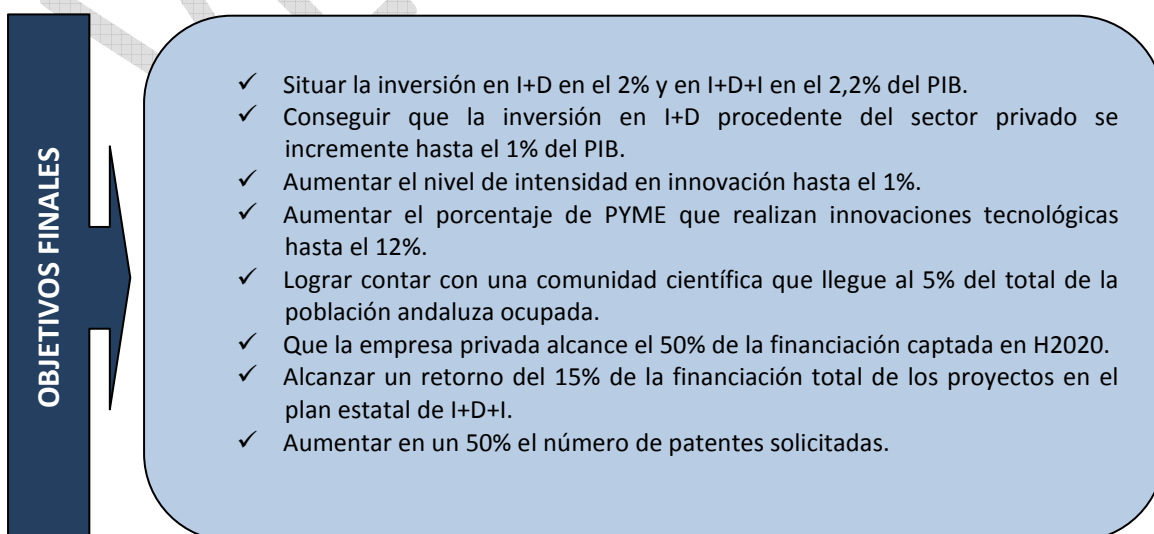 OBJETIVOS FINALES
✓ Situar la inversión en I+D en el 2% y en I+D+I en el 2,2% del PIB.
✓ Conseguir que la inversión en I+D procedente del sector privado se
incremente hasta el 1% del PIB.
✓ Aumentar el nivel de intensidad en innovación hasta el 1%.
✓ Aumentar el porcentaje de PYME que realizan innovaciones tecnológicas
hasta el 12%.
✓ Lograr contar con una comunidad científica que llegue al 5% del total de la
población andaluza ocupada.
✓ Que la empresa privada alcance el 50% de la financiación captada en H2020.
✓ Alcanzar un retorno del 15% de la financiación total de los proyectos en el
plan estatal de I+D+I.
✓ Aumentar en un 50% el número de patentes solicitadas.